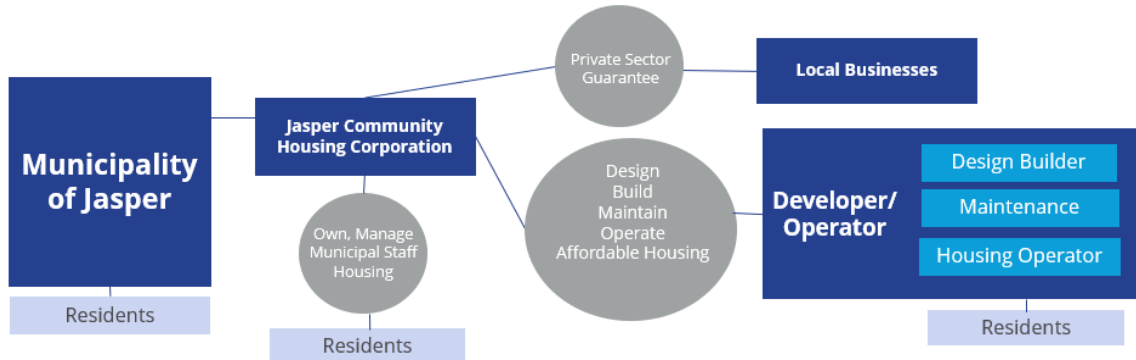 Municipality
of Jasper
Residents
Jasper Community
Housing Corporation
Own, Manage
Municipal Staff
Housing
Residents
Private Sector
Guarantee
Local Businesses
Design
Build
Maintain
Operate
Affordable Housing
Developer/
Operator
Design Builder
Maintenance
Housing Operator
Residents